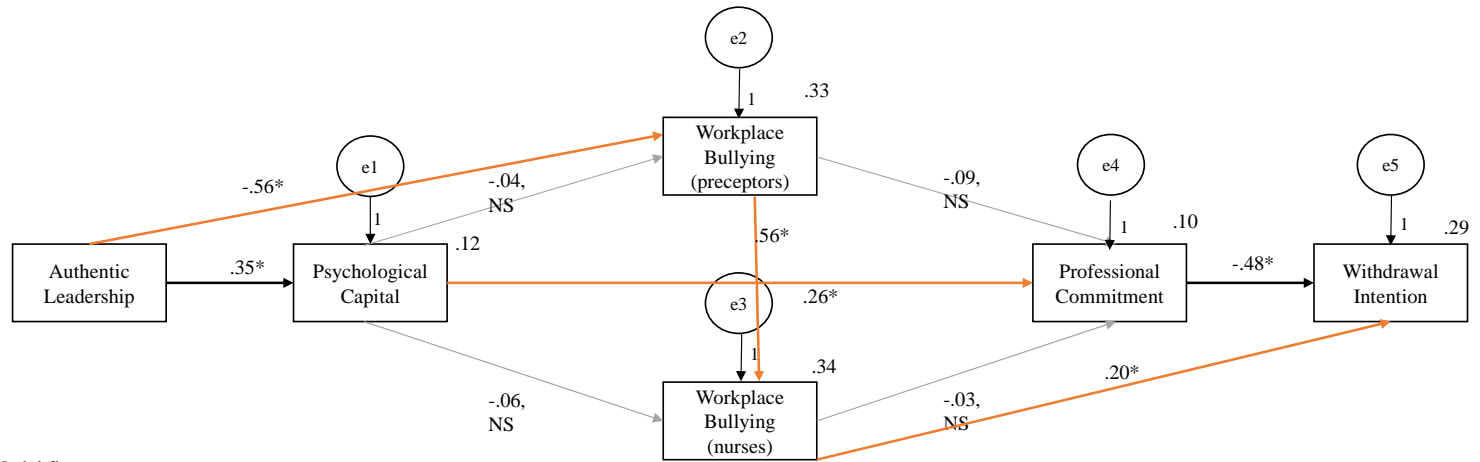 e2
1
.33
Workplace
Bullying
(preceptors)
e1
1
-.56*
-.04,
NS
-.09,
NS
e4
1
.10
e5
1
.29
.12
.56*
Authentic
Leadership
.35*
Psychological
Capital
.26*
Professional
Commitment
-.48*
Withdrawal
Intention
e3
1
.34
Workplace
Bullying
(nurses)
-.06,
NS
-.03,
NS
.20*